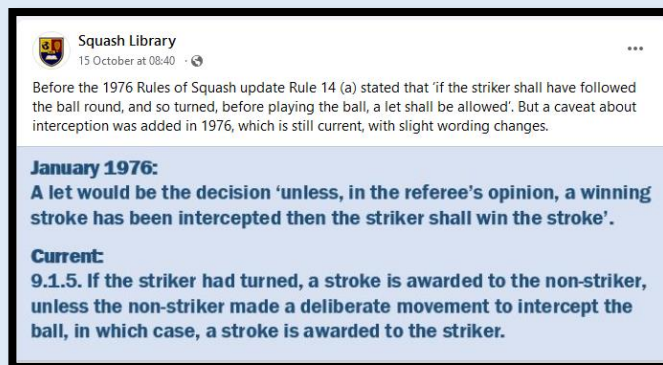 Squash Library
15 October at 08:40 ·
Before the 1976 Rules of Squash update Rule 14 (a) stated that ‘if the striker shall have followed
the ball round, and so turned, before playing the ball, a let shall be allowed’. But a caveat about
interception was added in 1976, which is still current, with slight wording changes.
January 1976:
A let would be the decision ‘unless, in the referee’s opinion, a winning
stroke has been intercepted then the striker shall win the stroke’.
Current:
9.1.5. If the striker had turned, a stroke is awarded to the non-striker,
unless the non-striker made a deliberate movement to intercept the
ball, in which case, a stroke is awarded to the striker.